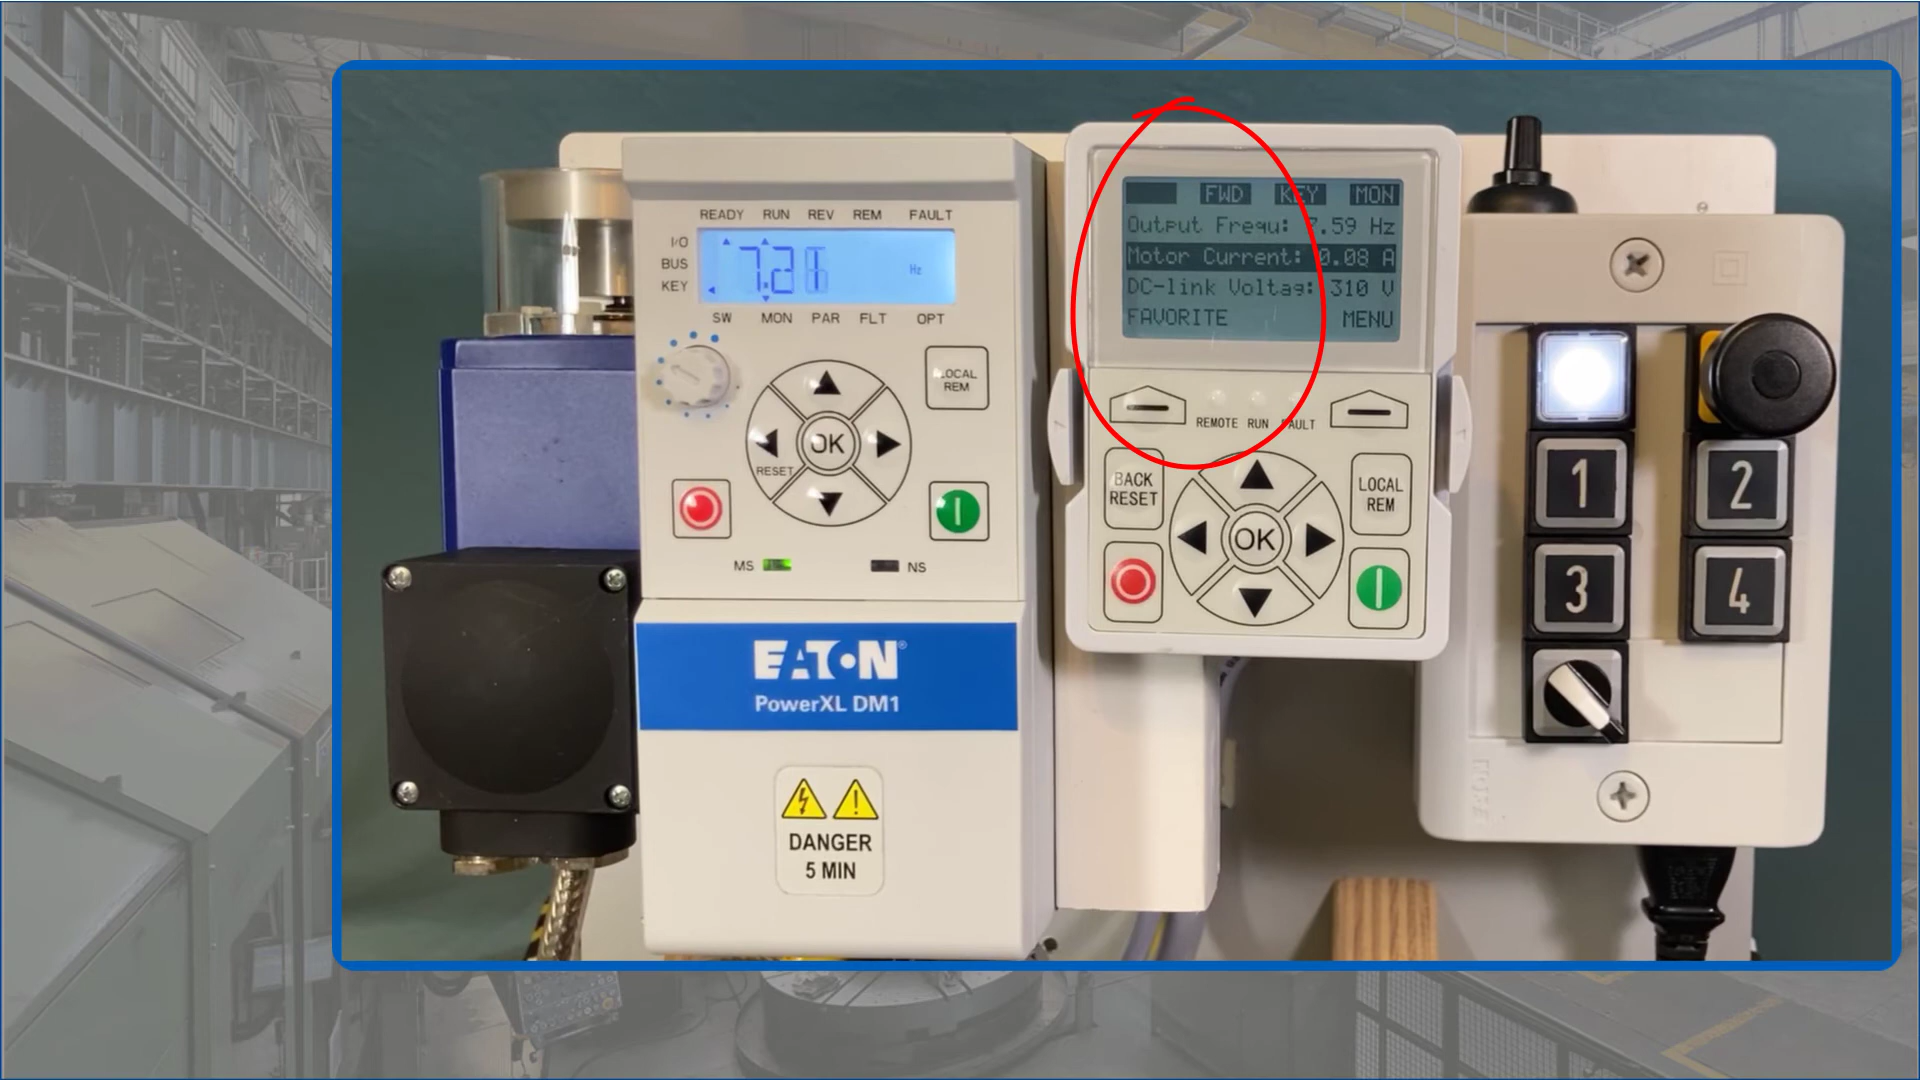 READY RUN REV REM FAULT
I/O
BUS
KEY
Hz
SW MON PAR FLT OPT
LOCAL
REM
OK
RESET
MS
NS
EATON®
PowerXL DM1
DANGER
5 MIN
FWD KEY MON
Output Frequ: 7.59 Hz
Motor Current: 0.08 A
DC-link Voltag: 310 V
FAVORITE MENU
REMOTE RUN FAULT
BACK
RESET
LOCAL
REM
OK
1
2
3
4